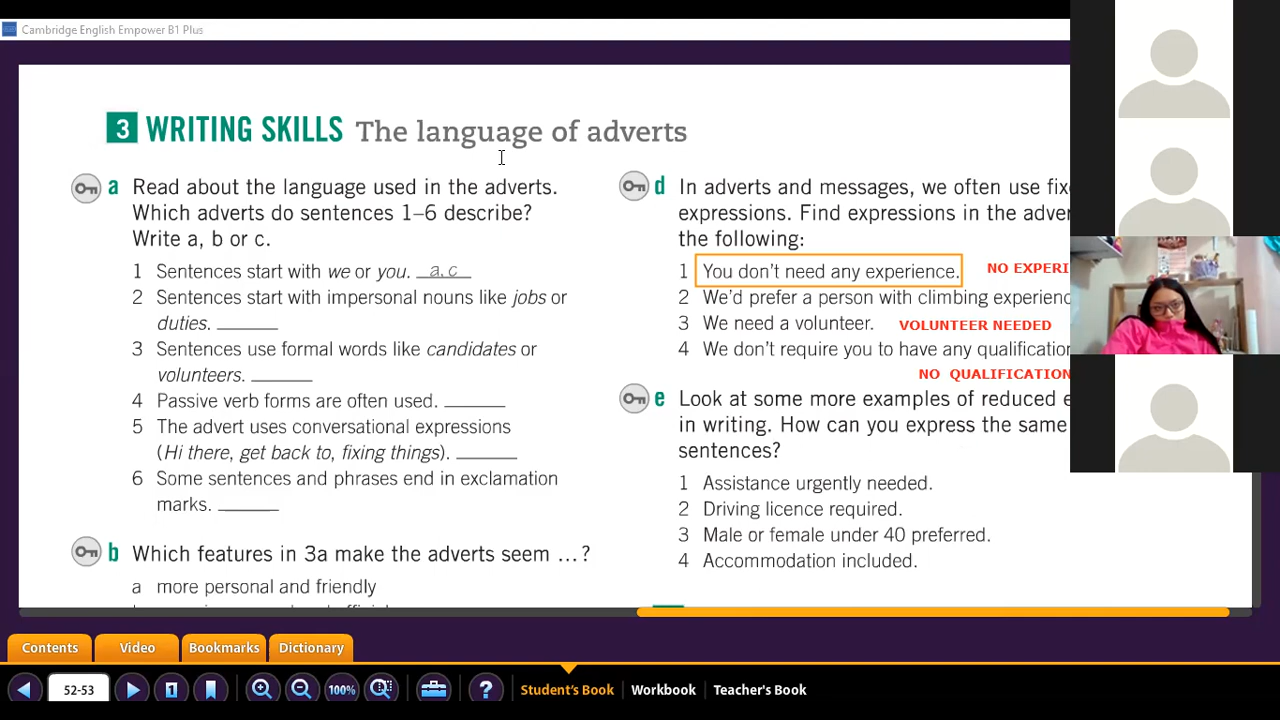 Cambridge English Empower B1 Plus
3 WRITING SKILLS The language of adverts
a Read about the language used in the adverts.
Which adverts do sentences 1–6 describe?
Write a, b or c.
1 Sentences start with we or you. a, c
2 Sentences start with impersonal nouns like jobs or
duties. ______
3 Sentences use formal words like candidates or
volunteers. ______
4 Passive verb forms are often used. ______
5 The advert uses conversational expressions
(Hi there, get back to, fixing things). ______
6 Some sentences and phrases end in exclamation
marks. ______
b Which features in 3a make the adverts seem …?
a more personal and friendly
d In adverts and messages, we often use
expressions. Find expressions in the
the following:
1 You don't need any experience. NO
2 We'd prefer a person with climbing
3 We need a volunteer. VOLUNTEER NEEDED
4 We don't require you to have any
NO QUALIFICATION
e Look at some more examples of reduced
in writing. How can you express the same
sentences?
1 Assistance urgently needed.
2 Driving licence required.
3 Male or female under 40 preferred.
4 Accommodation included.
Contents Video Bookmarks Dictionary
52-53 1 100% ? Student's Book Workbook Teacher's Book